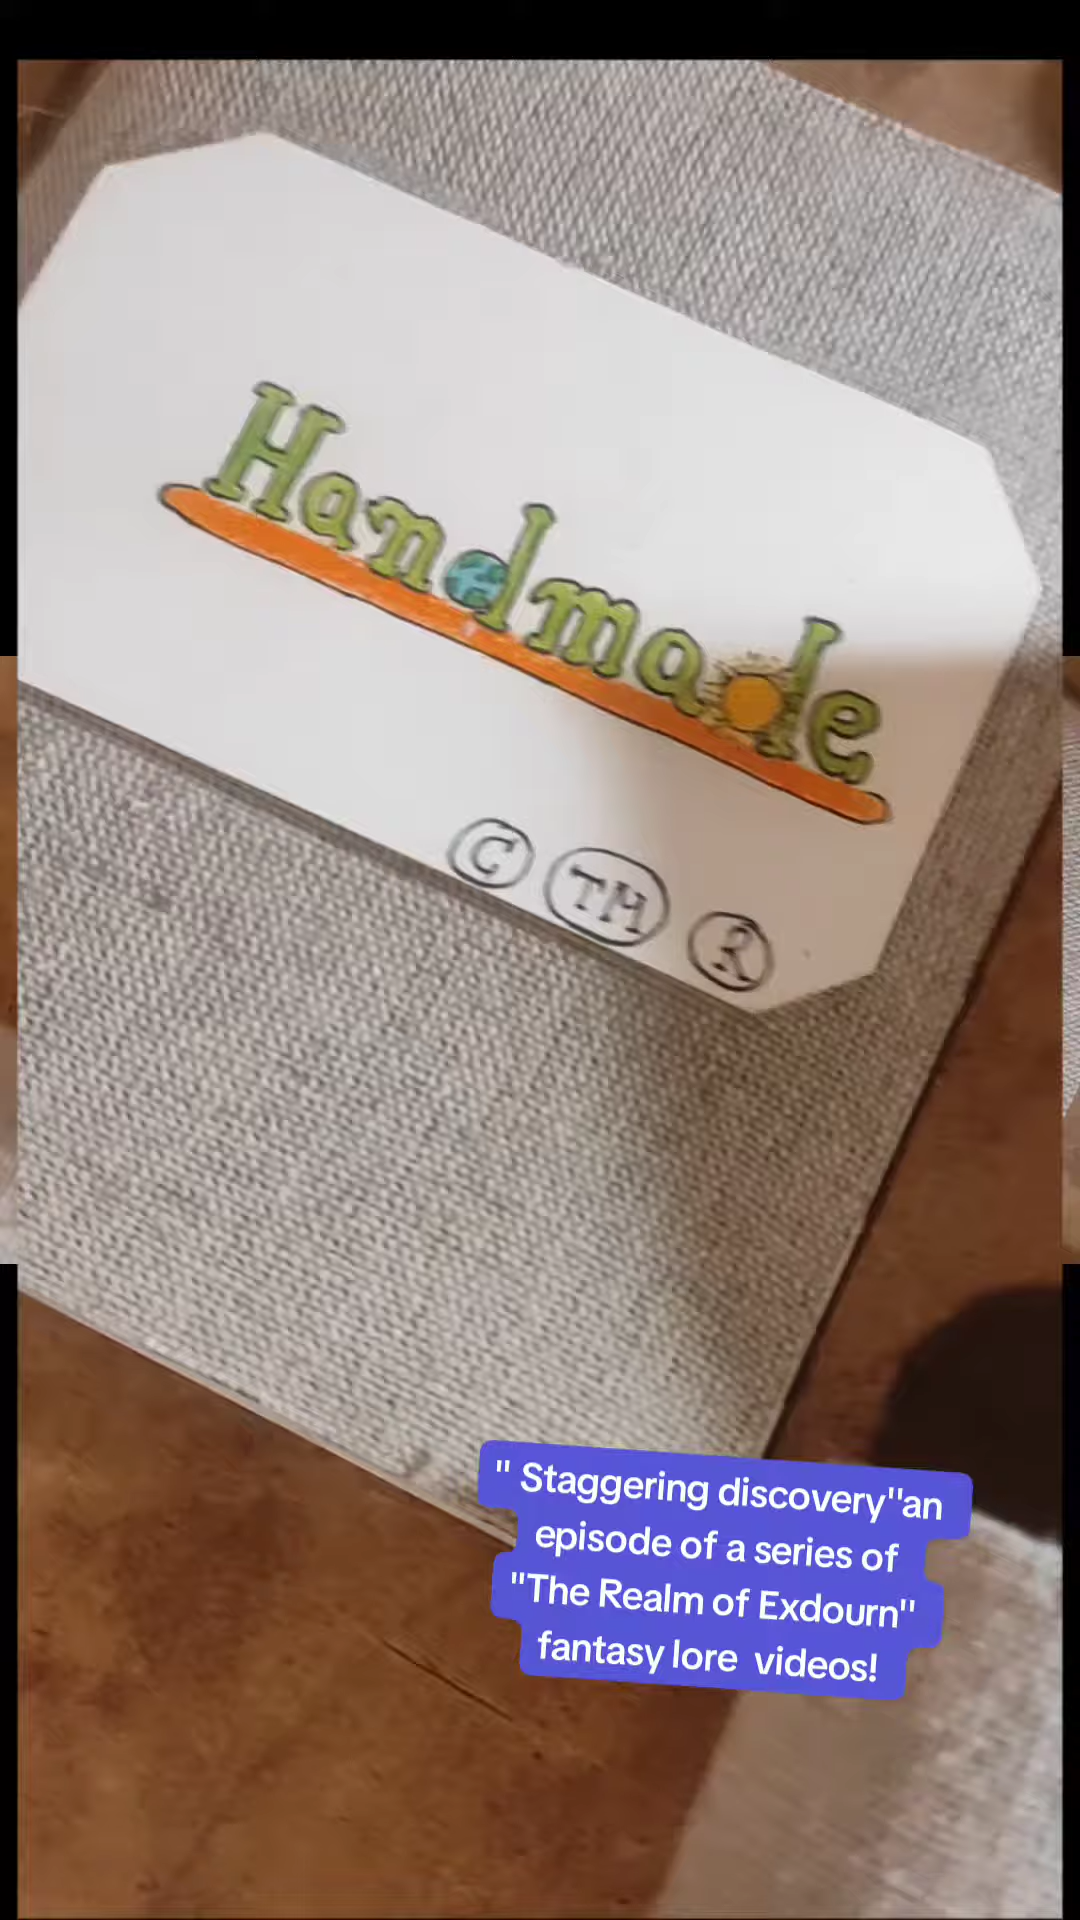 Handmade
© TM ®
" Staggering discovery"an
episode of a series of
"The Realm of Exdourn"
fantasy lore videos!